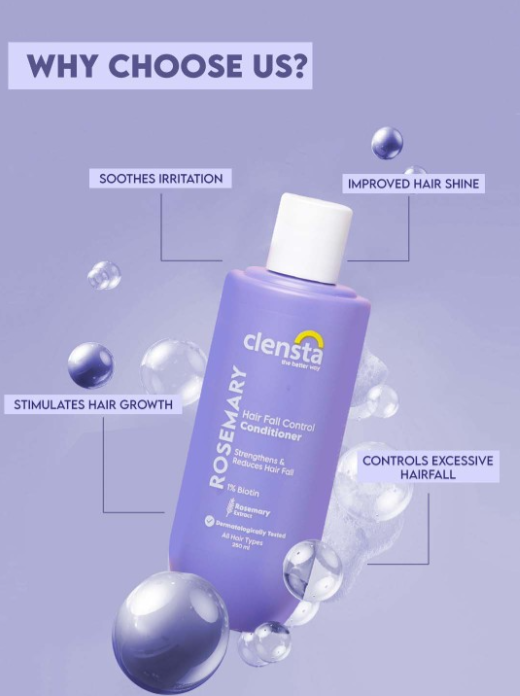 WHY CHOOSE US?
SOOTHES IRRITATION
IMPROVED HAIR SHINE
clensta
the better way
STIMULATES HAIR GROWTH
ROSEMARY
Hair Fall Control
Conditioner
Strengthens &
Reduces Hair Fall
1% Biotin
Rosemary
Extract
Dermatologically Tested
All Hair Types
CONTROLS EXCESSIVE
HAIRFALL